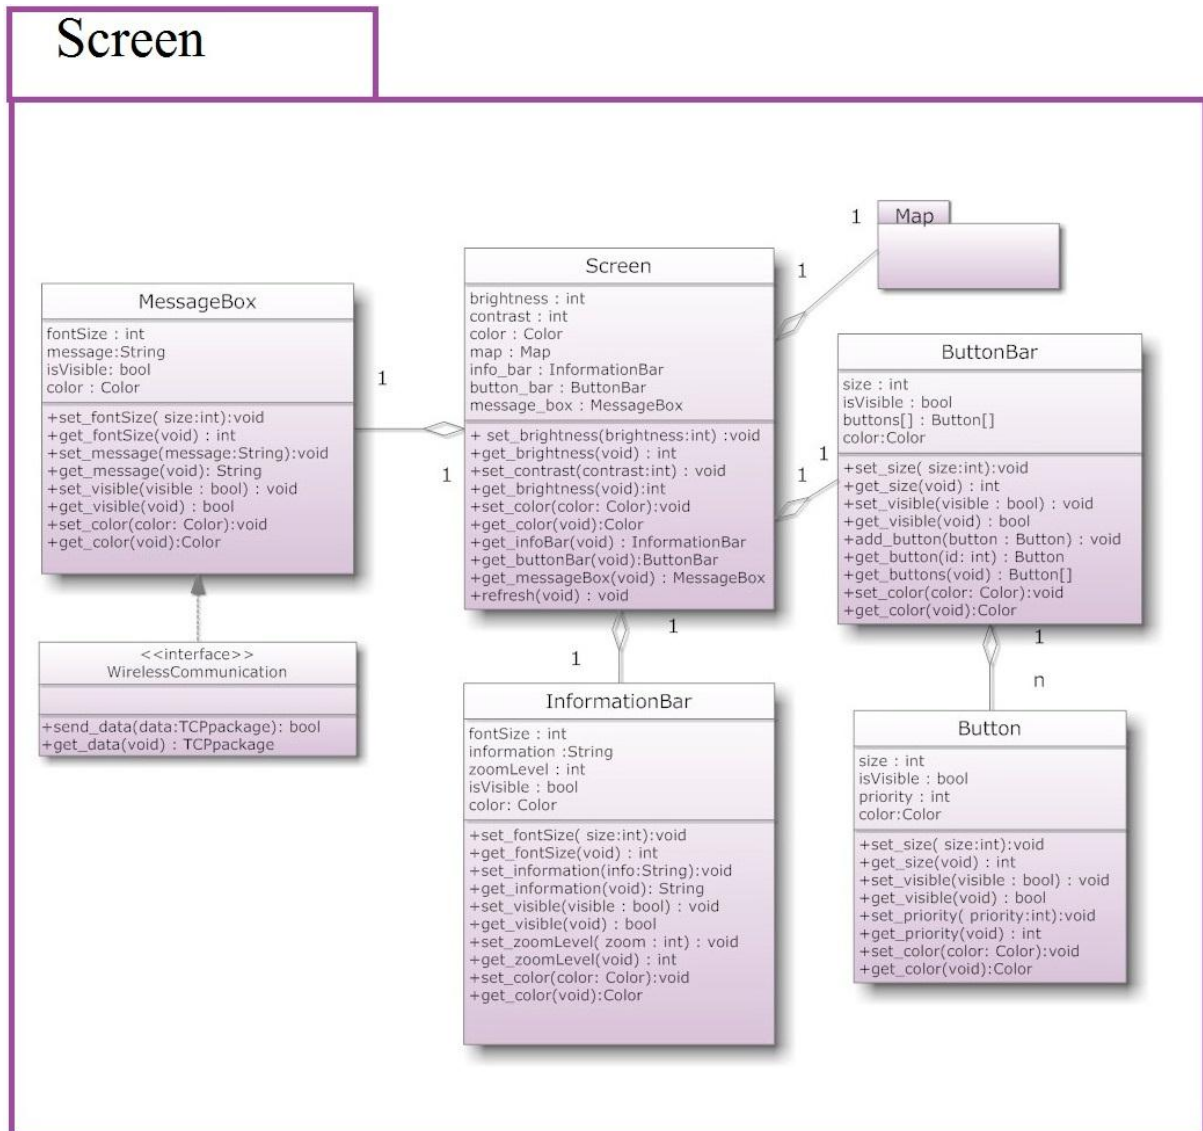 Screen
MessageBox
fontSize : int
message:String
isVisible: bool
color : Color
+set_fontSize( size:int):void
+get_fontSize(void) : int
+set_message(message:String):void
+get_message(void): String
+set_visible(visible : bool) : void
+get_visible(void) : bool
+set_color(color: Color):void
+get_color(void):Color
1
1
<<interface>>
WirelessCommunication
+send_data(data:TCPpackage): bool
+get_data(void) : TCPpackage
Screen
brightness : int
contrast : int
color : Color
map : Map
info_bar : InformationBar
button_bar : ButtonBar
message_box : MessageBox
+ set_brightness(brightness:int) :void
+get_brightness(void) : int
+set_contrast(contrast:int) : void
+get_brightness(void):int
+set_color(color: Color):void
+get_color(void):Color
+get_infoBar(void) : InformationBar
+get_buttonBar(void):ButtonBar
+get_messageBox(void) : MessageBox
+refresh(void) : void
1
1
InformationBar
fontSize : int
information :String
zoomLevel : int
isVisible : bool
color: Color
+set_fontSize( size:int):void
+get_fontSize(void) : int
+set_information(info:String):void
+get_information(void): String
+set_visible(visible : bool) : void
+get_visible(void) : bool
+set_zoomLevel( zoom : int) : void
+get_zoomLevel(void) : int
+set_color(color: Color):void
+get_color(void):Color
1
Map
1
1
1
ButtonBar
size : int
isVisible : bool
buttons[] : Button[]
color:Color
+set_size( size:int):void
+get_size(void) : int
+set_visible(visible : bool) : void
+get_visible(void) : bool
+add_button(button : Button) : void
+get_button(id: int) : Button
+get_buttons(void) : Button[]
+set_color(color: Color):void
+get_color(void):Color
1
n
Button
size : int
isVisible : bool
priority : int
color:Color
+set_size( size:int):void
+get_size(void) : int
+set_visible(visible : bool) : void
+get_visible(void) : bool
+set_priority( priority:int):void
+get_priority(void) : int
+set_color(color: Color):void
+get_color(void):Color